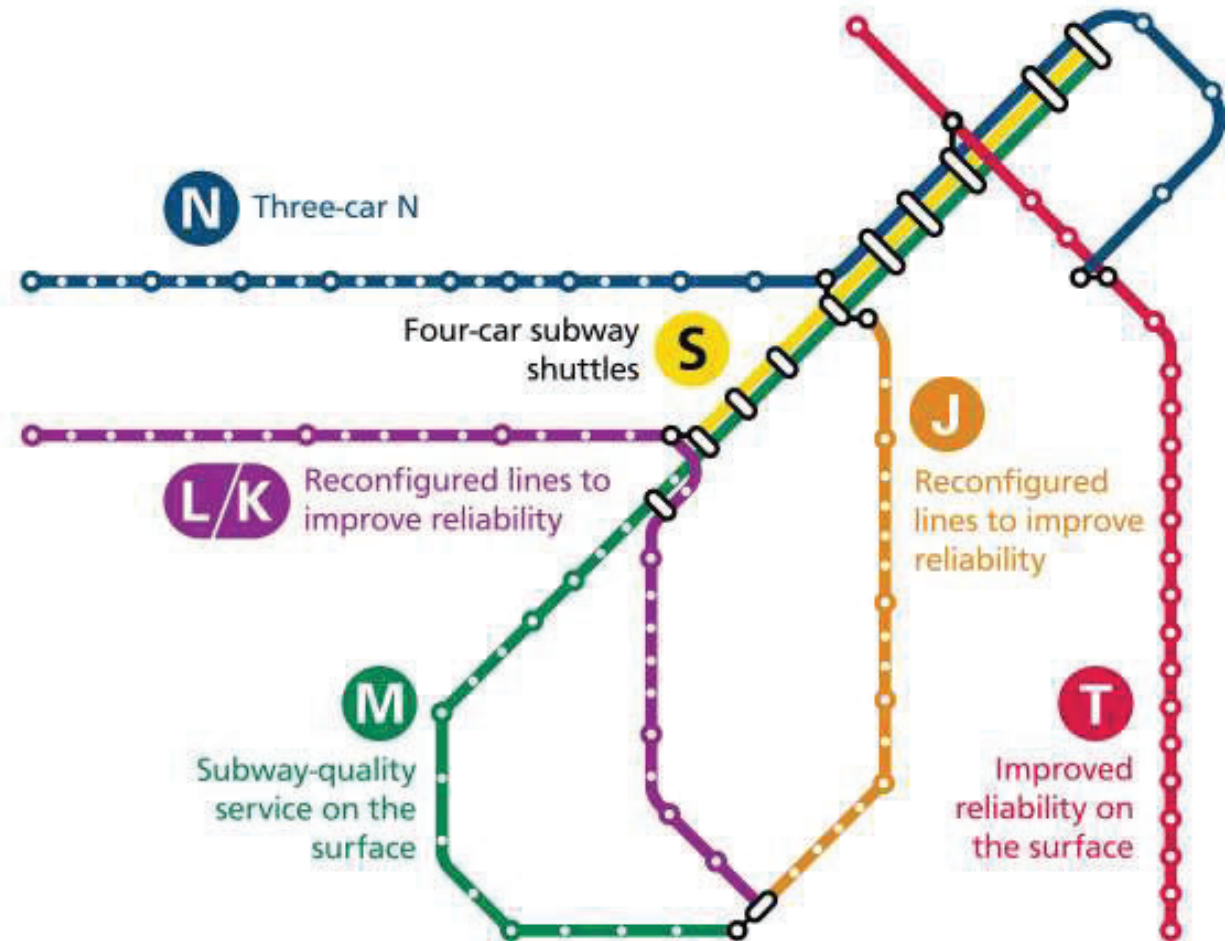 N
Three-car N
Four-car subway
shuttles
S
L/K
Reconfigured lines to
improve reliability
J
Reconfigured
lines to improve
reliability
M
Subway-quality
service on the
surface
T
Improved
reliability on
the surface